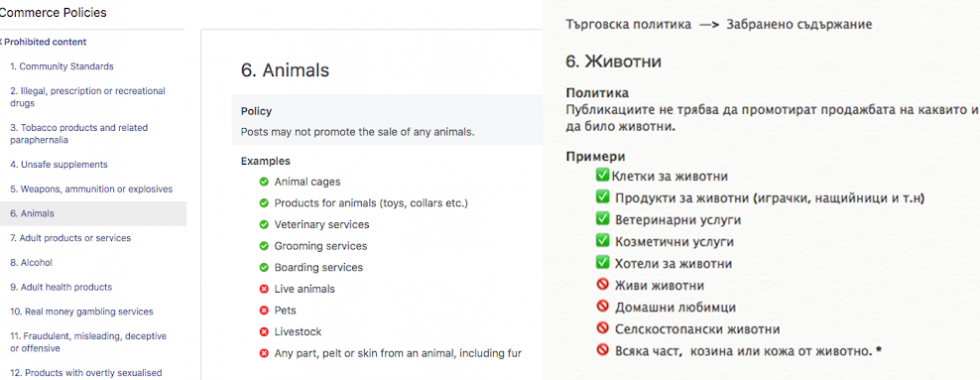 Commerce Policies
Prohibited content
1. Community Standards
2. Illegal, prescription or recreational
drugs
3. Tobacco products and related
paraphernalia
4. Unsafe supplements
5. Weapons, ammunition or explosives
6. Animals
7. Adult products or services
8. Alcohol
9. Adult health products
10. Real money gambling services
11. Fraudulent, misleading, deceptive
or offensive
12. Products with overtly sexualised
6. Animals
Policy
Posts may not promote the sale of any animals.
Examples
Animal cages
Products for animals (toys, collars etc.)
Veterinary services
Grooming services
Boarding services
Live animals
Pets
Livestock
Any part, pelt or skin from an animal, including fur
Търговска политика —> Забранено съдържание
6. Животни
Политика
Публикациите не трябва да промотират продажбата на каквито и
да било животни.
Примери
Клетки за животни
Продукти за животни (играчки, нащийници и т.н)
Ветеринарни услуги
Козметични услуги
Хотели за животни
Живи животни
Домашни любимци
Селскостопански животни
Всяка част, козина или кожа от животно. *